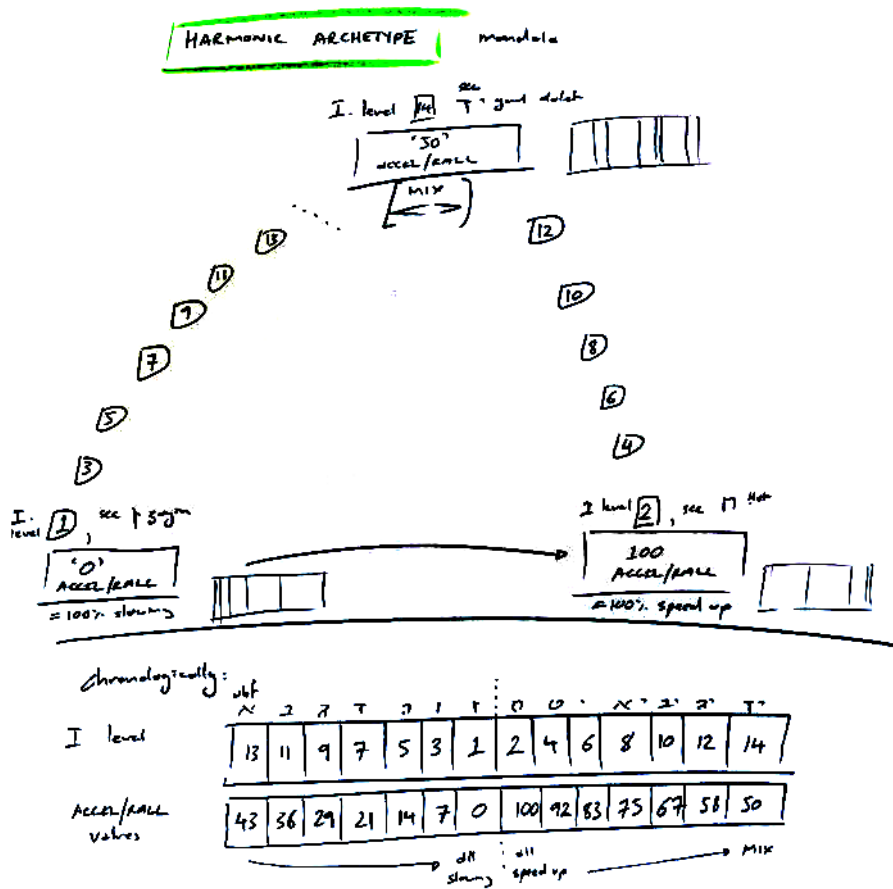 HARMONIC ARCHETYPE mandala
I. level 14 see י"ד
'50'
ACCEL/RALL
MIX
13
12
11
10
9
8
7
6
5
4
3
I. level 1, see ז
I level 2, see ח
'0'
ACCEL/RALL
= 100% slowing
100
ACCEL/RALL
= 100% speed up
Chronologically:
א ב ג ד ה ו ז ח ט י י"א י"ב י"ג י"ד
I level 13 11 9 7 5 3 1 2 4 6 8 10 12 14
ACCEL/RALL values 43 36 29 21 14 7 0 100 92 83 75 67 58 50
all slowing all speed up MIX